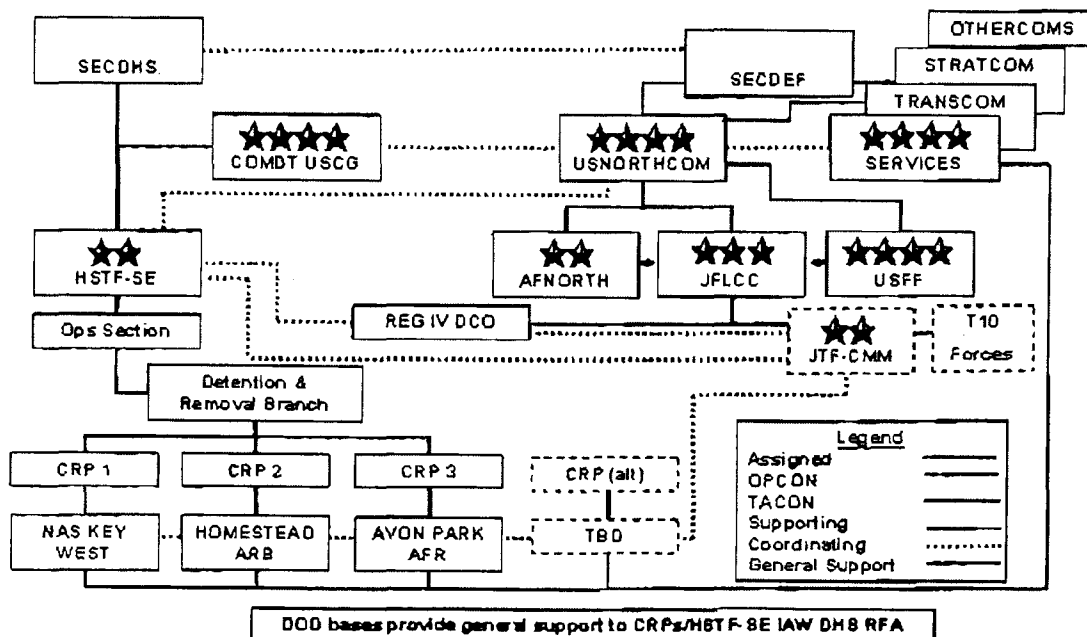 OTHERCOMS
STRATCOM
SECDHS
SECDEF
TRANSCOM
COMDT USCG
USNORTHCOM
SERVICES
HSTF-SE
AFNORTH
JFLCC
USFF
Ops Section
REG IV DCO
JTF-CMM
T10
Forces
Detention &
Removal Branch
CRP 1
CRP 2
CRP 3
CRP (alt)
NAS KEY
WEST
HOMESTEAD
ARB
AVON PARK
AFR
TBD
Legend
Assigned
OPCON
TACON
Supporting
Coordinating
General Support
DOD bases provide general support to CRPs/HSTF-SE IAW DHS RFA